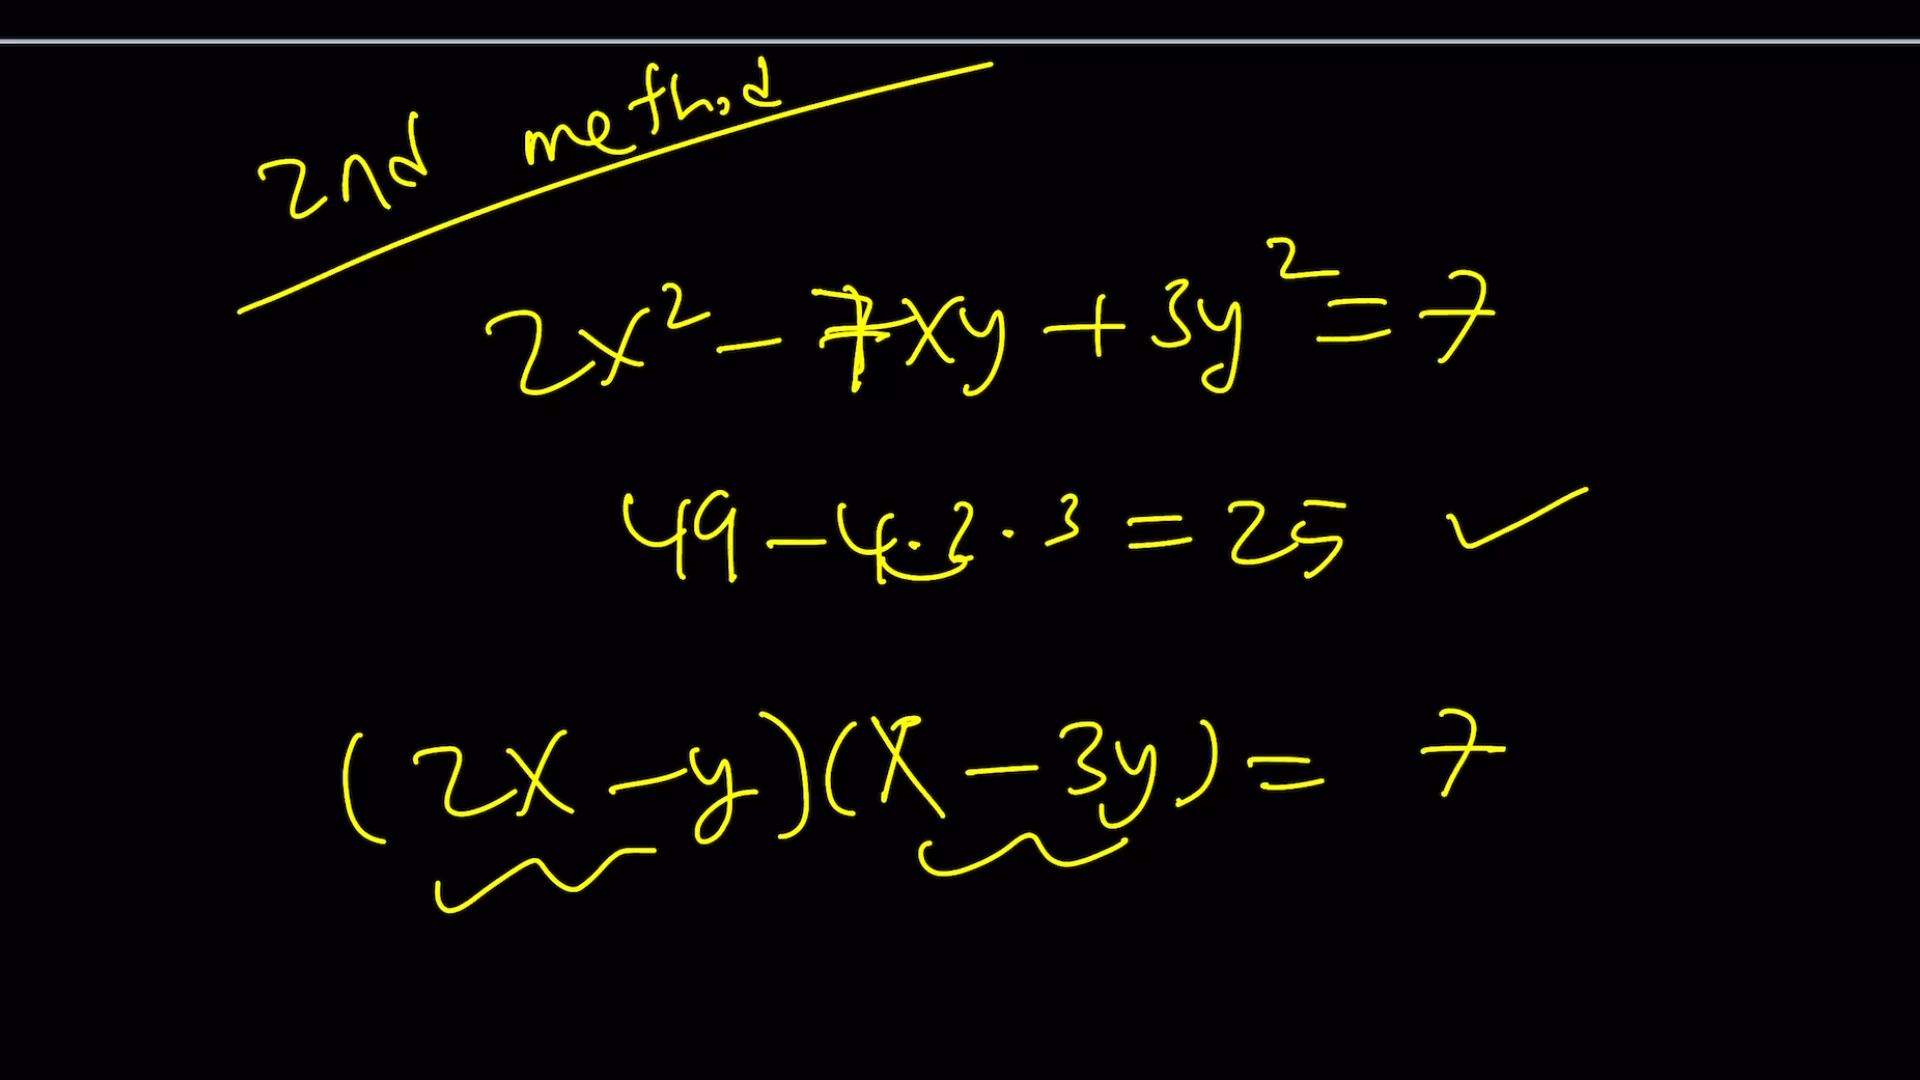 2nd method
2x² - 7xy + 3y² = 7
49 - 4.2.3 = 25 ✓
(2x - y)(x - 3y) = 7